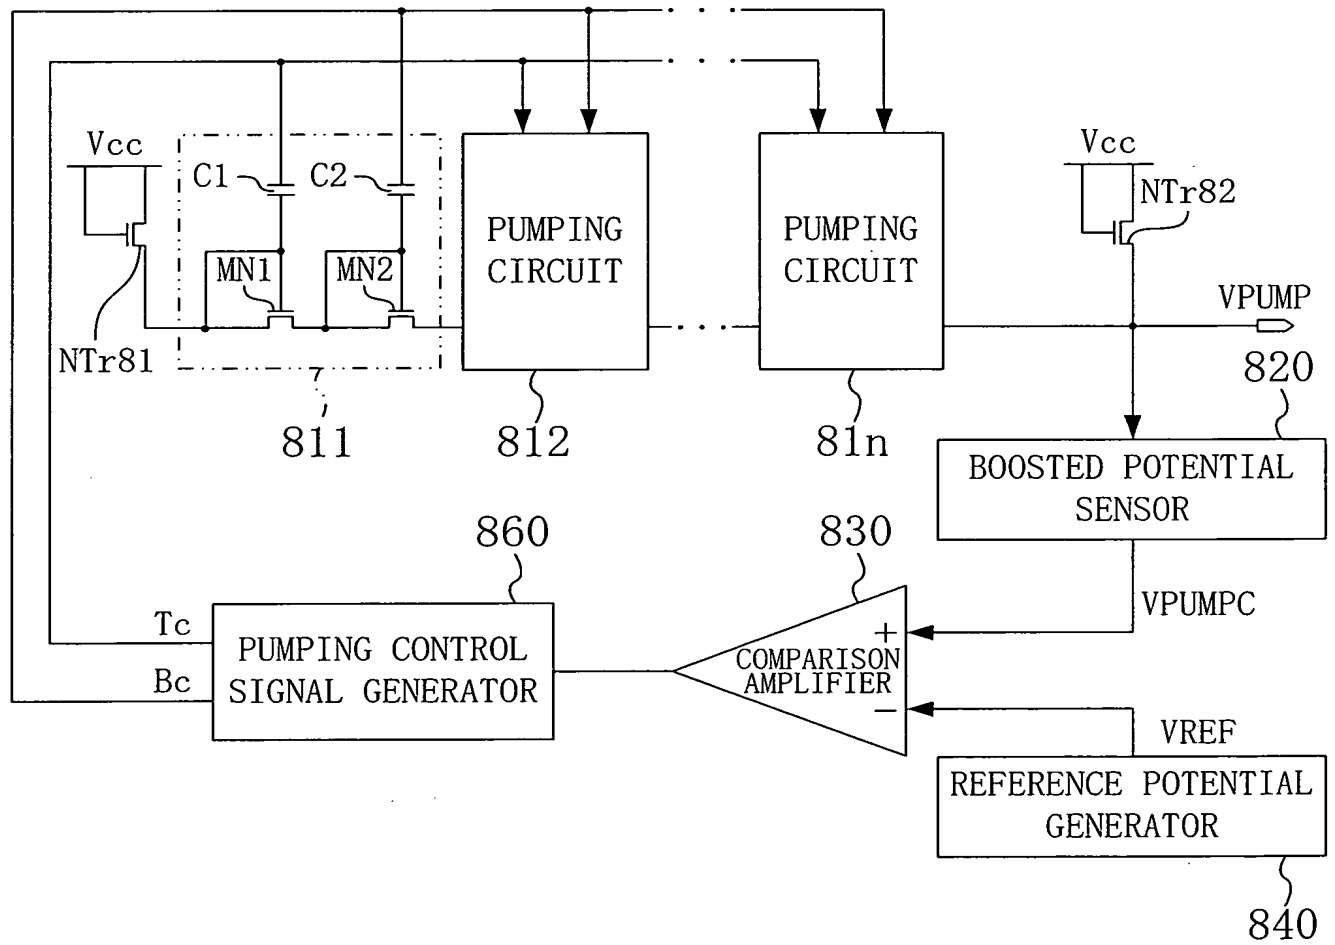 Vcc
C1
C2
PUMPING
CIRCUIT
PUMPING
CIRCUIT
Vcc
NTr82
MN1
MN2
VPUMP
NTr81
811
812
81n
820
BOOSTED POTENTIAL
SENSOR
860
830
VPUMPC
Tc
Bc
PUMPING CONTROL
SIGNAL GENERATOR
+
COMPARISON
AMPLIFIER
−
VREF
REFERENCE POTENTIAL
GENERATOR
840